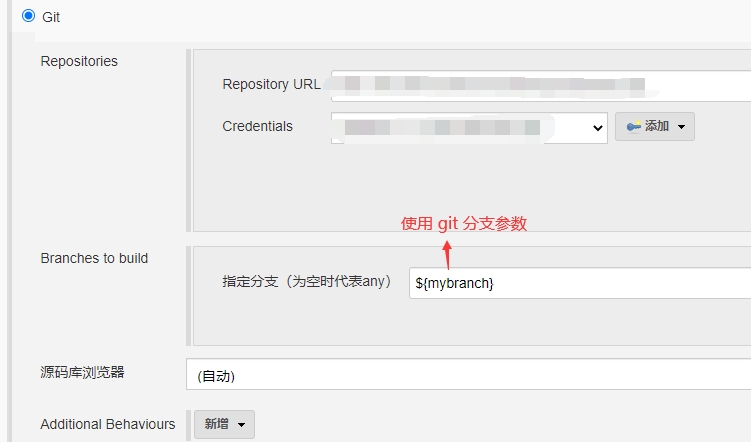 Git
Repositories
Repository URL
Credentials
添加
使用 git 分支参数
Branches to build
指定分支（为空时代表any）
${mybranch}
源码库浏览器
(自动)
Additional Behaviours
新增